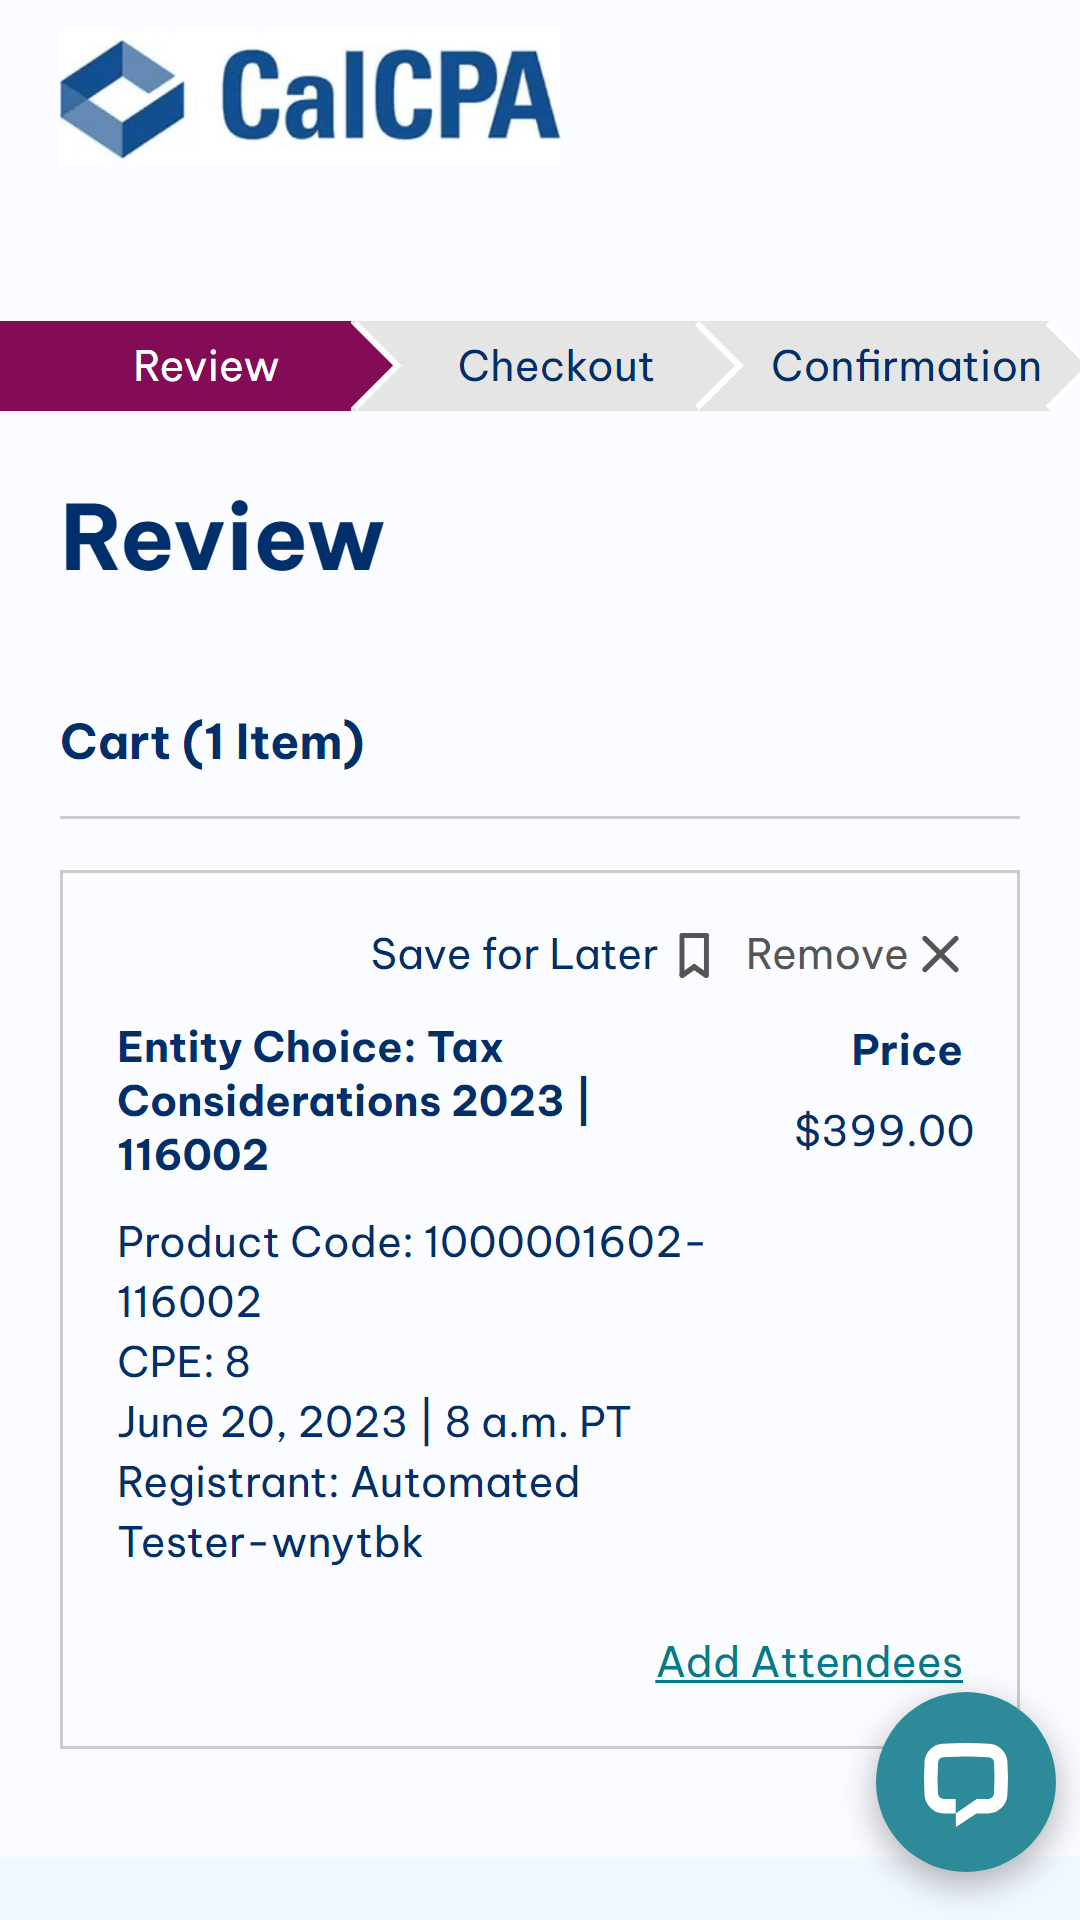 CalCPA
Review
Checkout
Confirmation
Review
Cart (1 Item)
Save for Later
Remove
Entity Choice: Tax
Considerations 2023 |
116002
Price
$399.00
Product Code: 1000001602-
116002
CPE: 8
June 20, 2023 | 8 a.m. PT
Registrant: Automated
Tester-wnytbk
Add Attendees